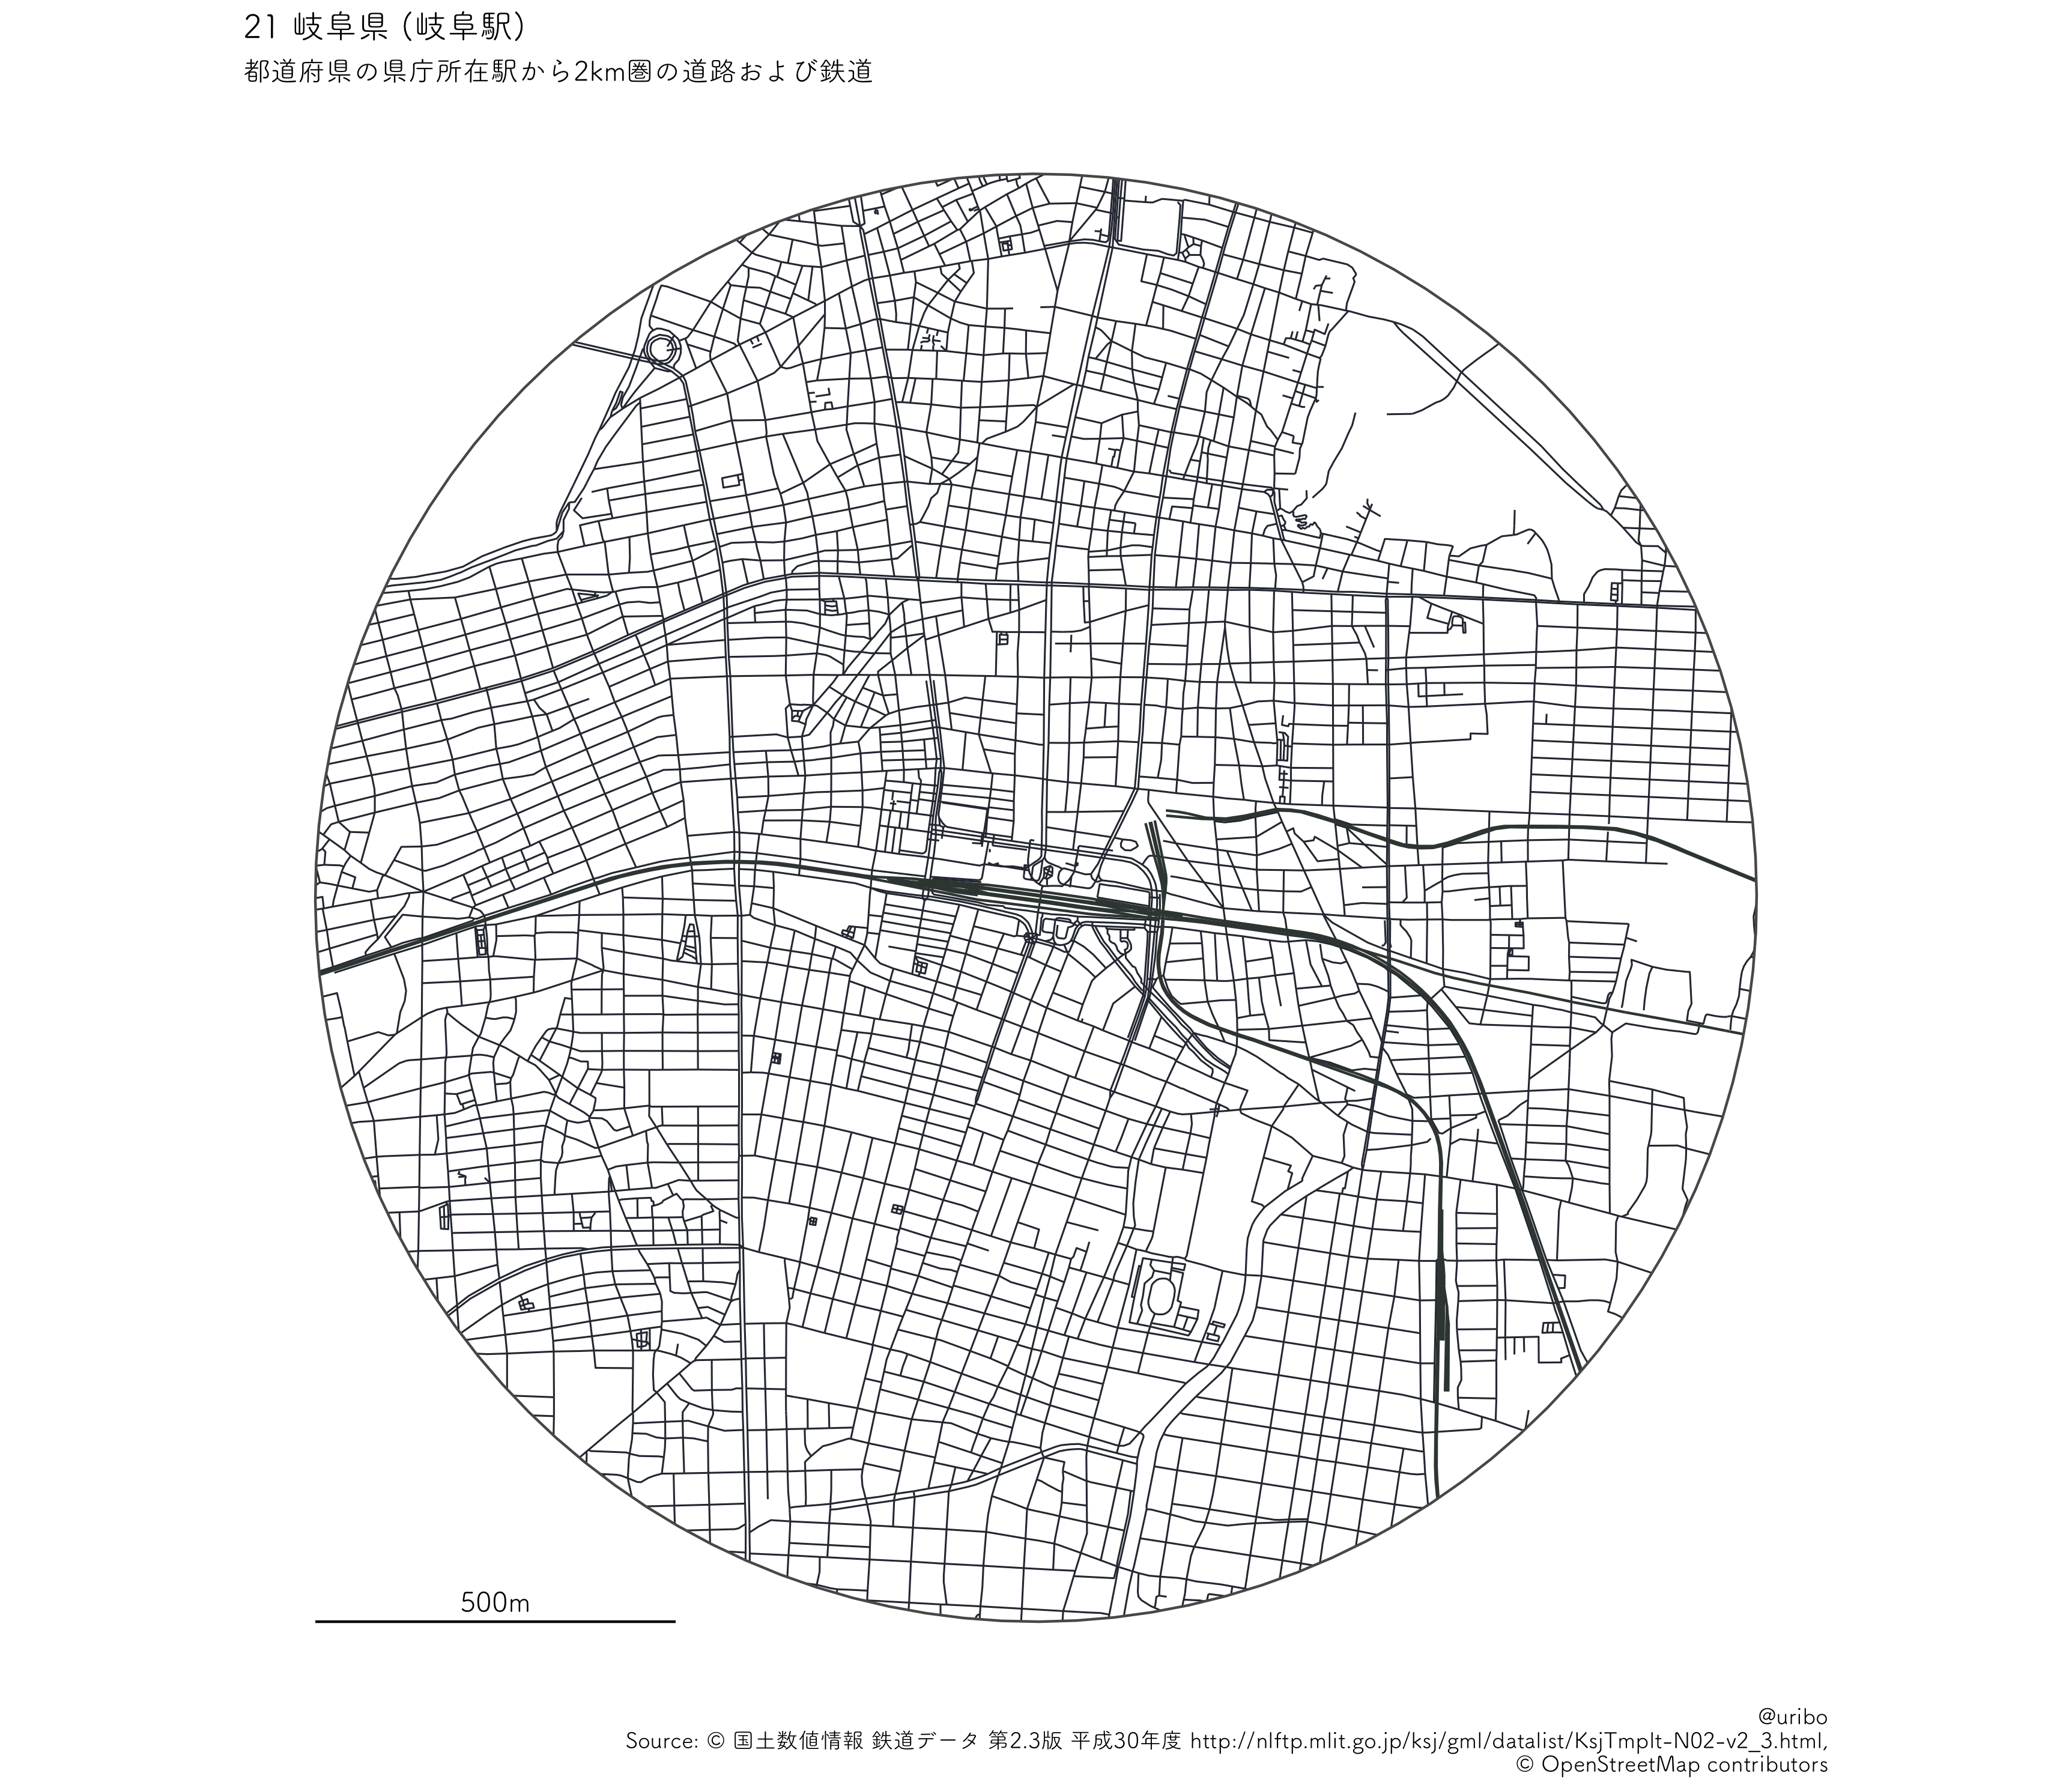 21 岐阜県 (岐阜駅)
都道府県の県庁所在駅から2km圏の道路および鉄道
500m
@uribo
Source: © 国土数値情報 鉄道データ 第2.3版 平成30年度 http://nlftp.mlit.go.jp/ksj/gml/datalist/KsjTmplt-N02-v2_3.html,
© OpenStreetMap contributors